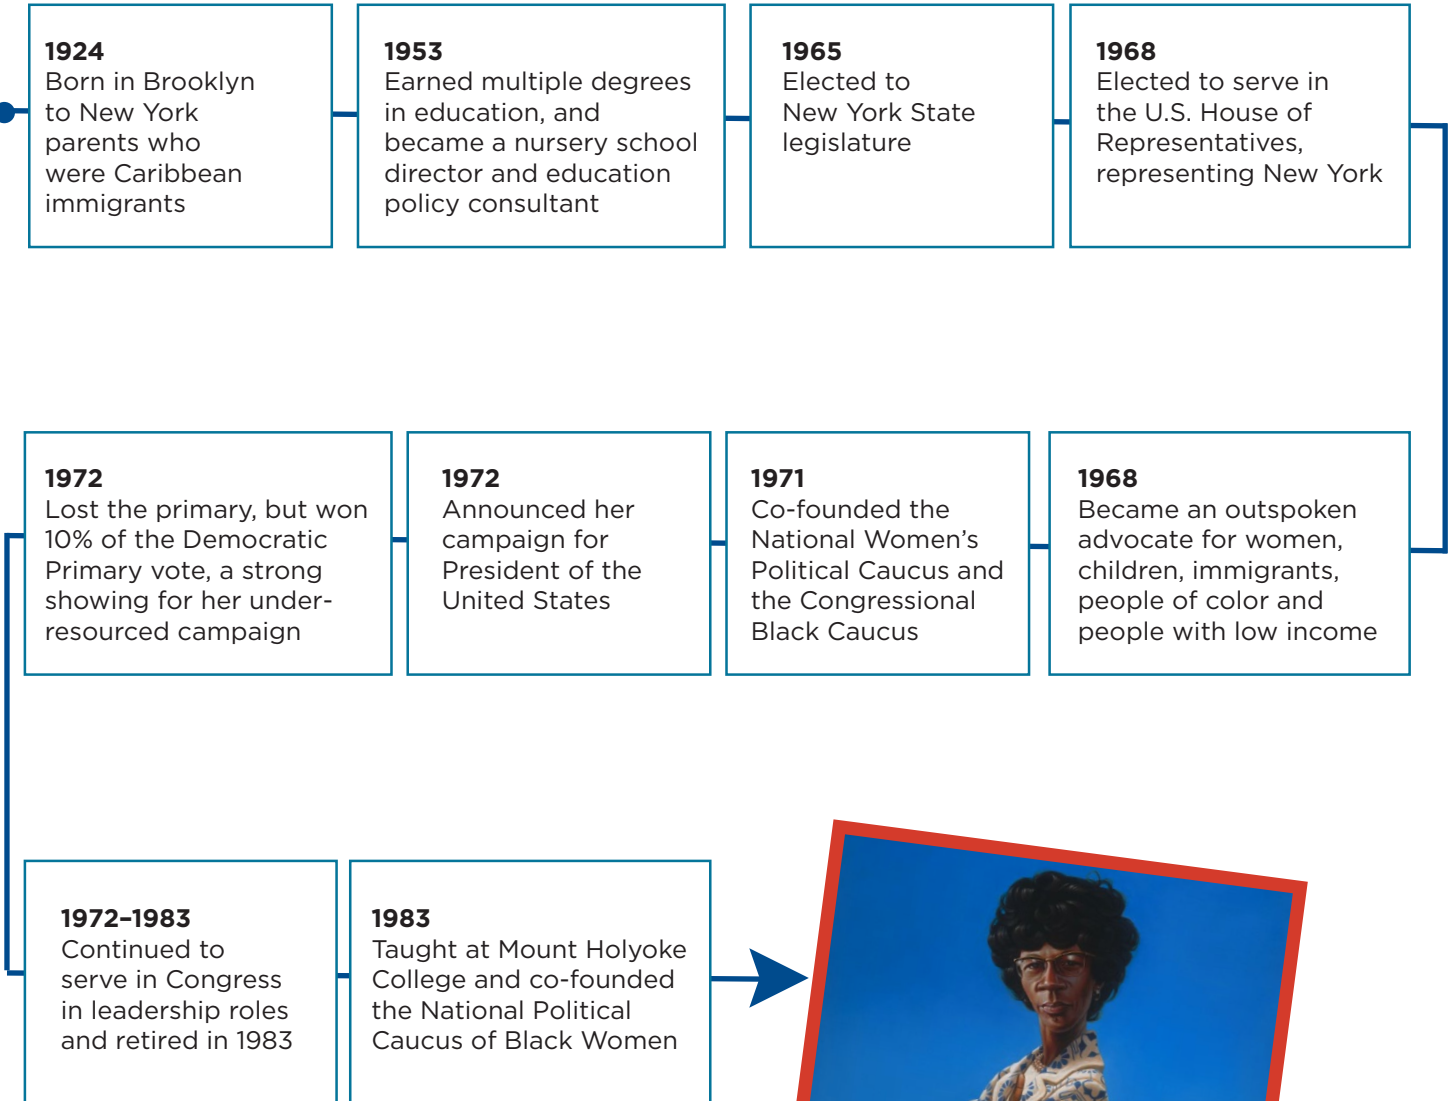 1924
Born in Brooklyn
to New York
parents who
were Caribbean
immigrants
1953
Earned multiple degrees
in education, and
became a nursery school
director and education
policy consultant
1965
Elected to
New York State
legislature
1968
Elected to serve in
the U.S. House of
Representatives,
representing New York
1968
Became an outspoken
advocate for women,
children, immigrants,
people of color and
people with low income
1971
Co-founded the
National Women's
Political Caucus and
the Congressional
Black Caucus
1972
Announced her
campaign for
President of the
United States
1972
Lost the primary, but won
10% of the Democratic
Primary vote, a strong
showing for her under-
resourced campaign
1972–1983
Continued to
serve in Congress
in leadership roles
and retired in 1983
1983
Taught at Mount Holyoke
College and co-founded
the National Political
Caucus of Black Women